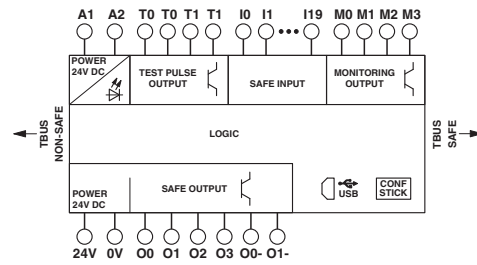 A1 A2 T0 T0 T1 T1 I0 I1 ••• I19 M0 M1 M2 M3
POWER
24V DC
TEST PULSE
OUTPUT
SAFE INPUT
MONITORING
OUTPUT
TBUS
NON-SAFE
LOGIC
TBUS
SAFE
POWER
24V DC
SAFE OUTPUT
USB
CONF
STICK
24V 0V O0 O1 O2 O3 O0- O1-